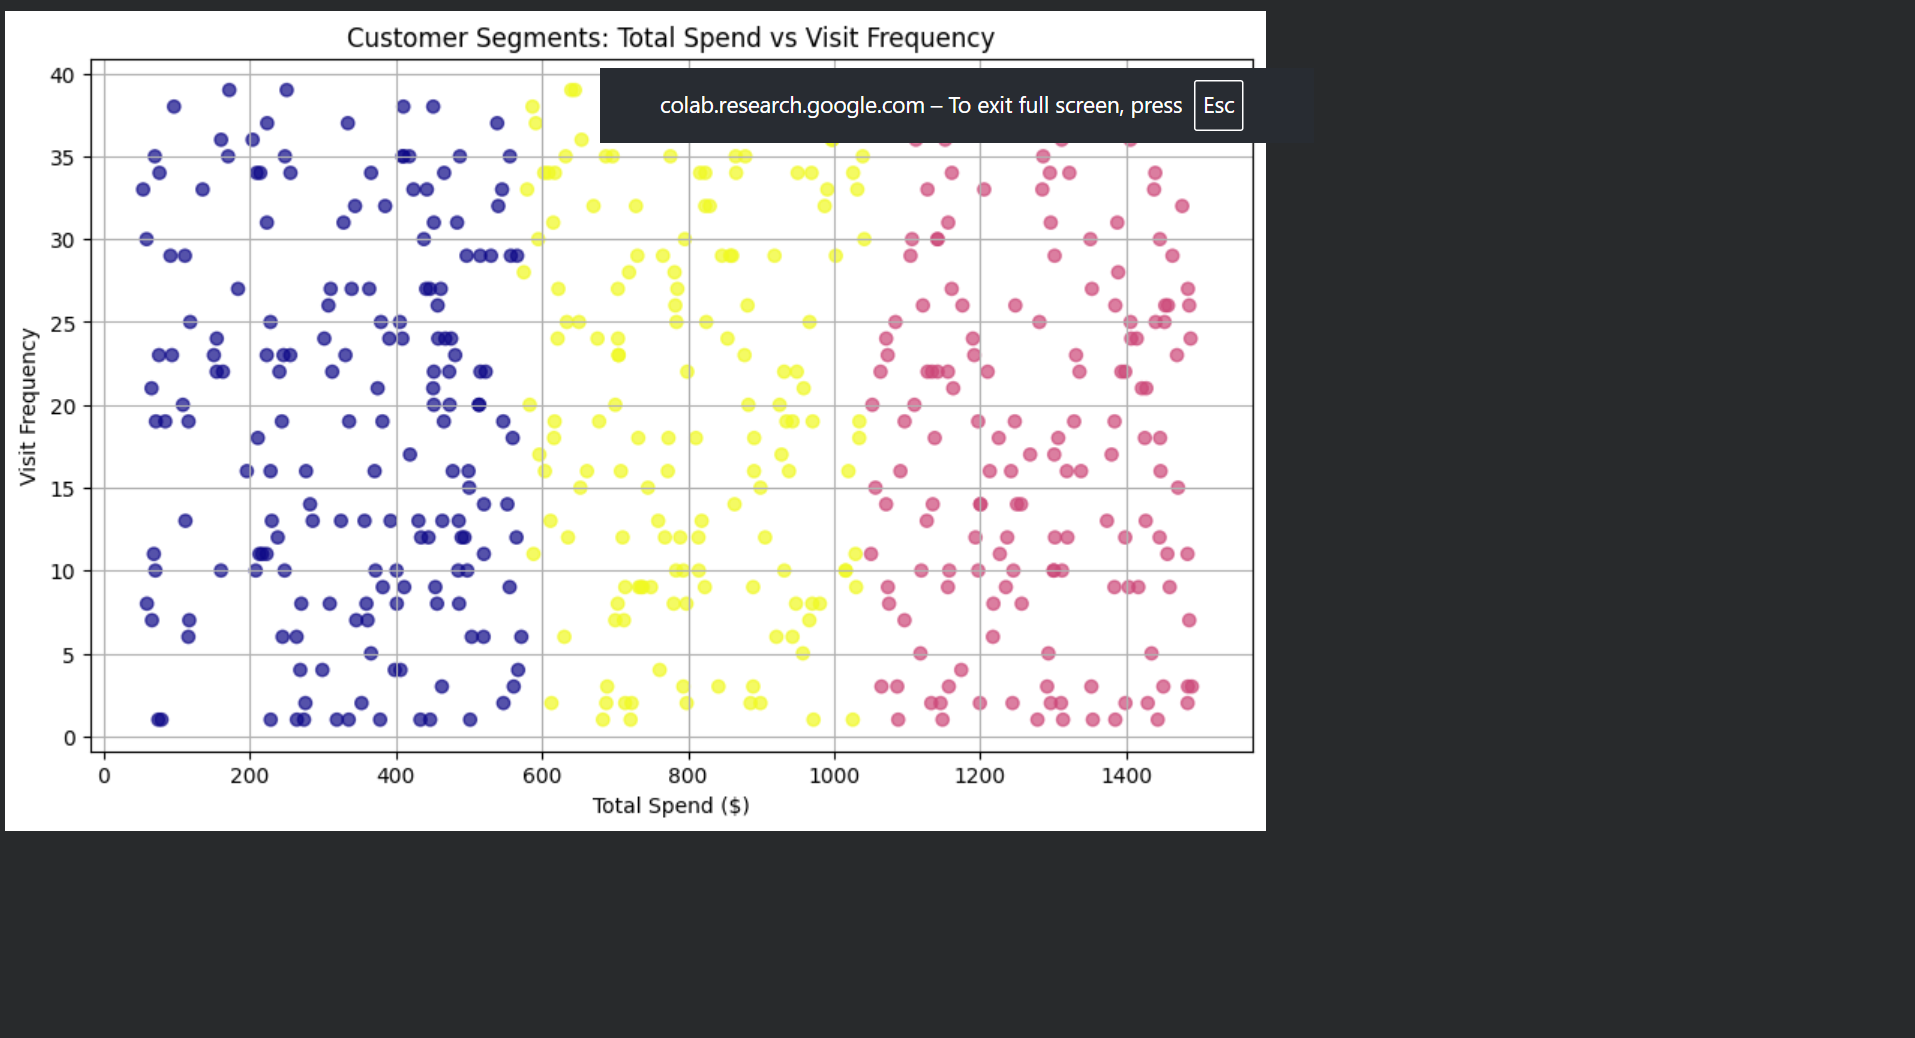 Customer Segments: Total Spend vs Visit Frequency
colab.research.google.com – To exit full screen, press Esc
40
35
30
25
20
15
10
5
0
Visit Frequency
0 200 400 600 800 1000 1200 1400
Total Spend ($)